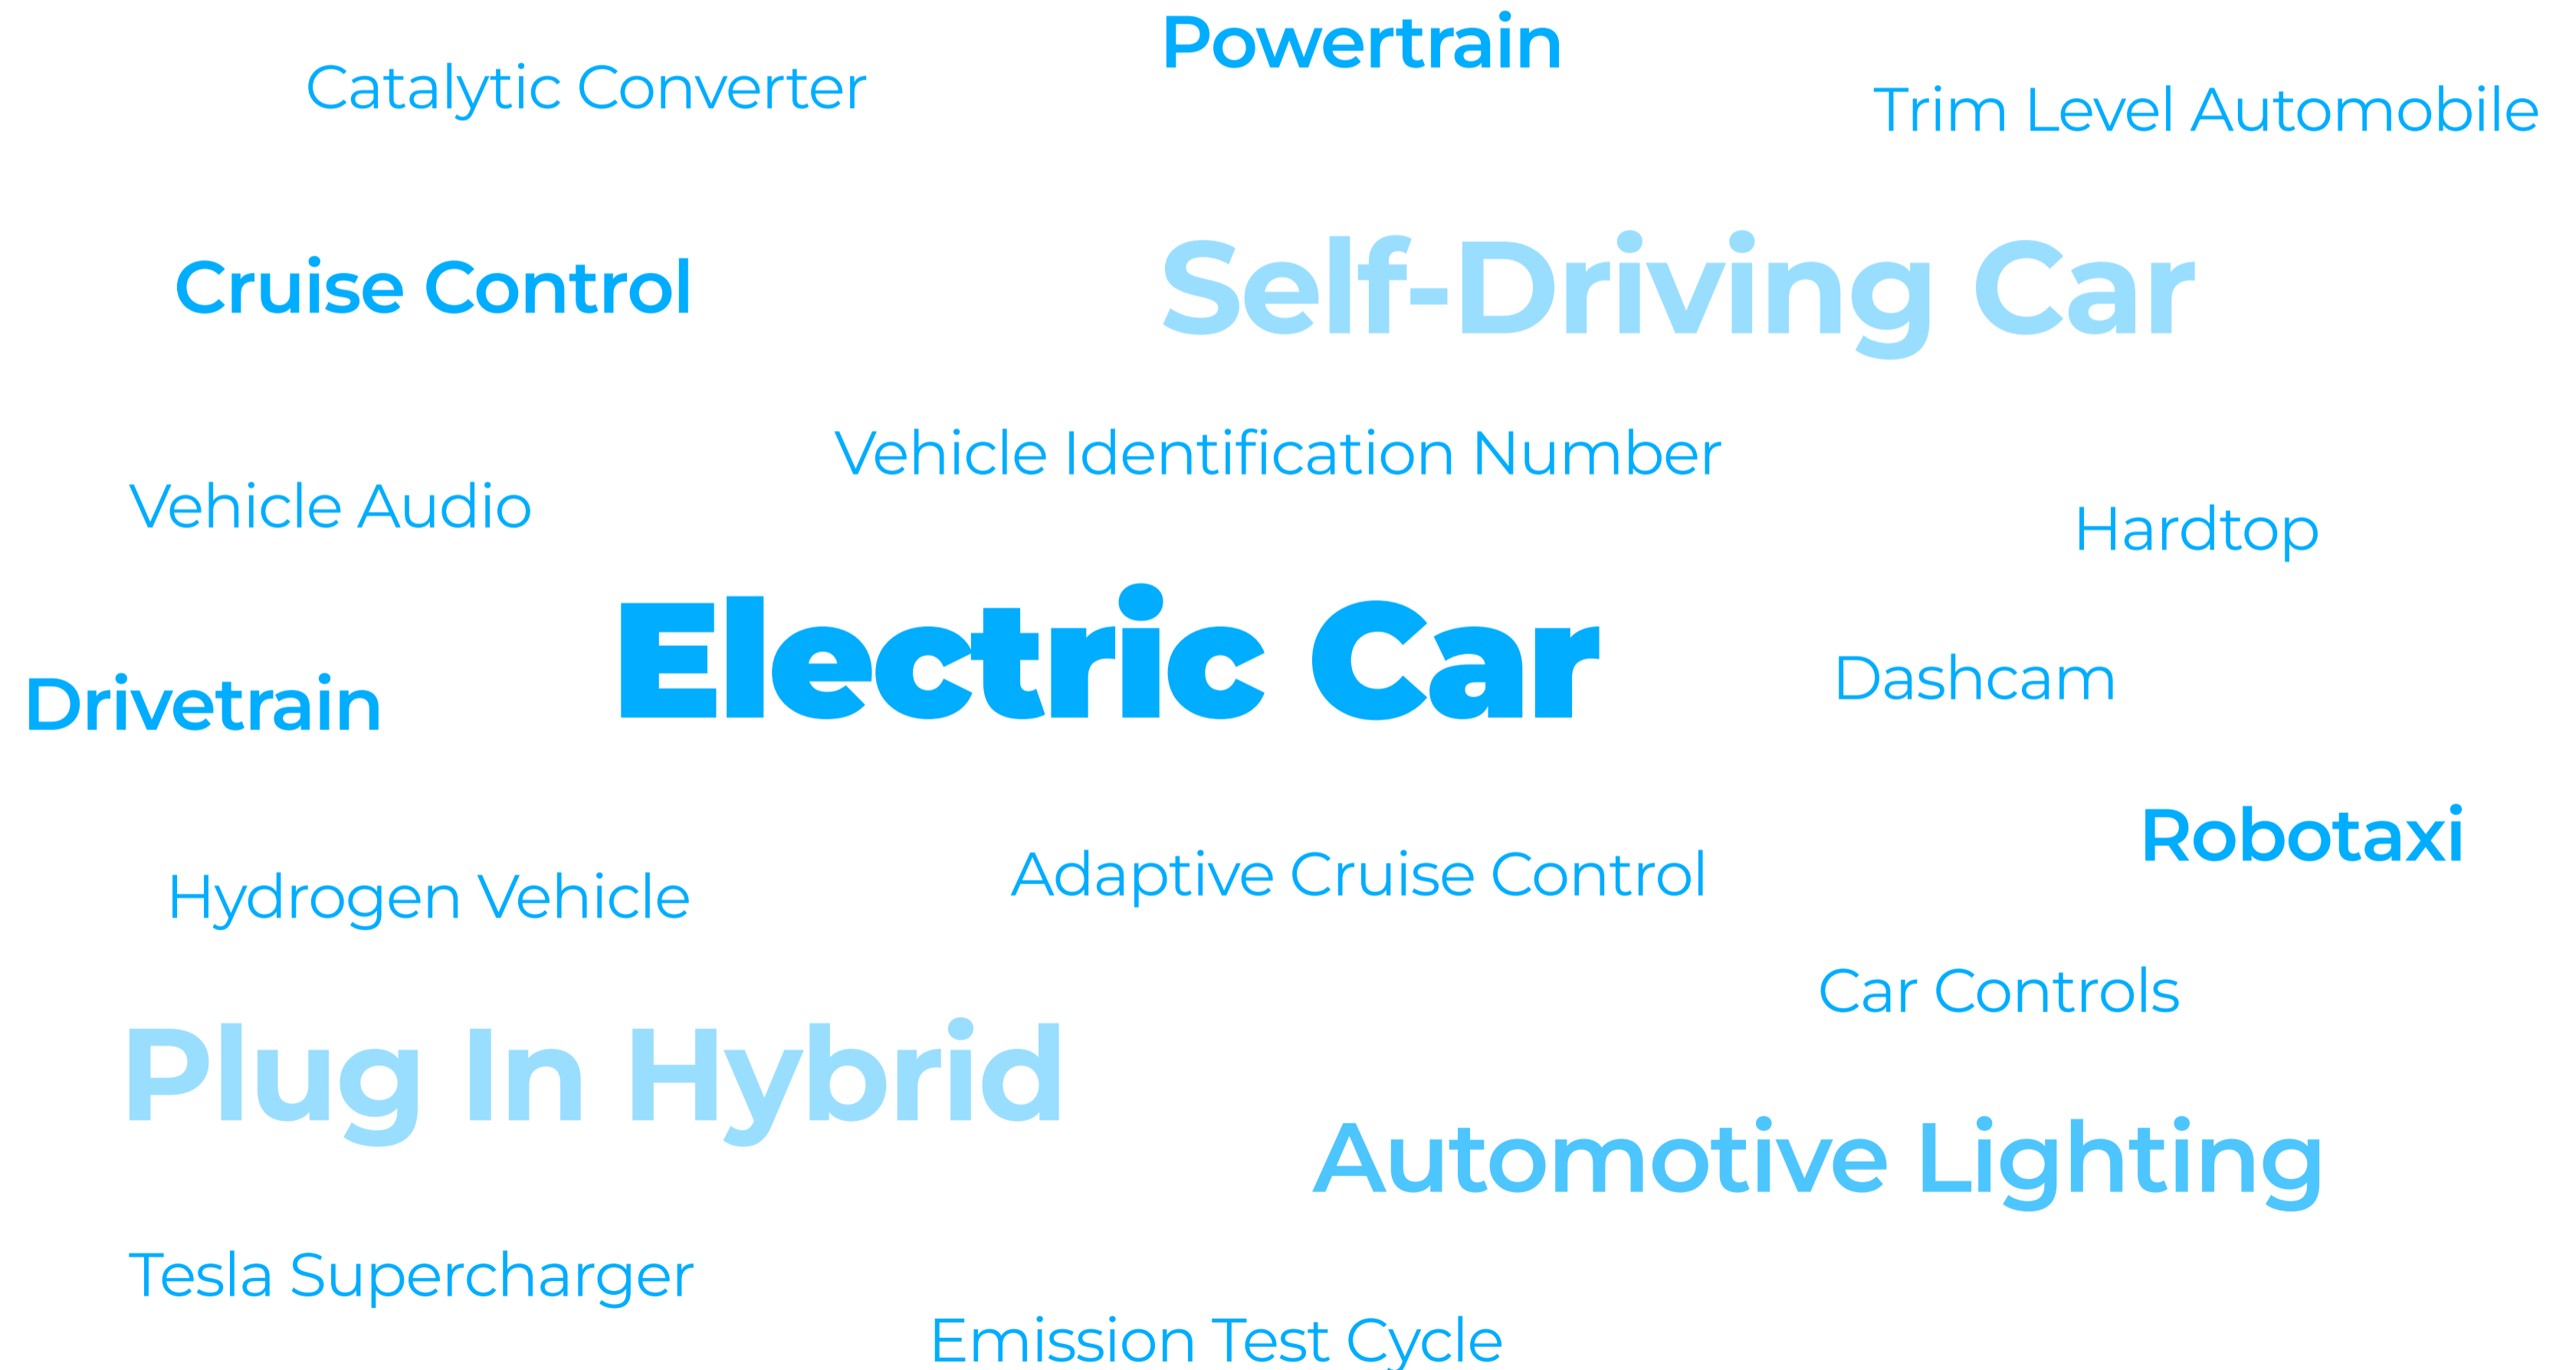 Powertrain
Catalytic Converter
Trim Level Automobile
Cruise Control
Self-Driving Car
Vehicle Identification Number
Vehicle Audio
Hardtop
Electric Car
Dashcam
Drivetrain
Robotaxi
Adaptive Cruise Control
Hydrogen Vehicle
Car Controls
Plug In Hybrid
Automotive Lighting
Tesla Supercharger
Emission Test Cycle